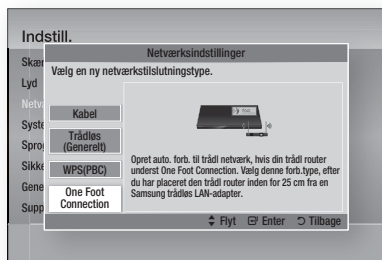 Indstill.
Netværksindstillinger
Vælg en ny netværkstilslutningstype.
Skær
Lyd
Netvæ
Syste
Sprog
Sikke
Gene
Supp
Kabel
Trådløs
(Generelt)
WPS(PBC)
One Foot
Connection
Opret auto. forb. til trådl netværk, hvis din trådl router
underst One Foot Connection. Vælg denne forb.type, efter
du har placeret den trådl router inden for 25 cm fra en
Samsung trådløs LAN-adapter.
Flyt Enter Tilbage